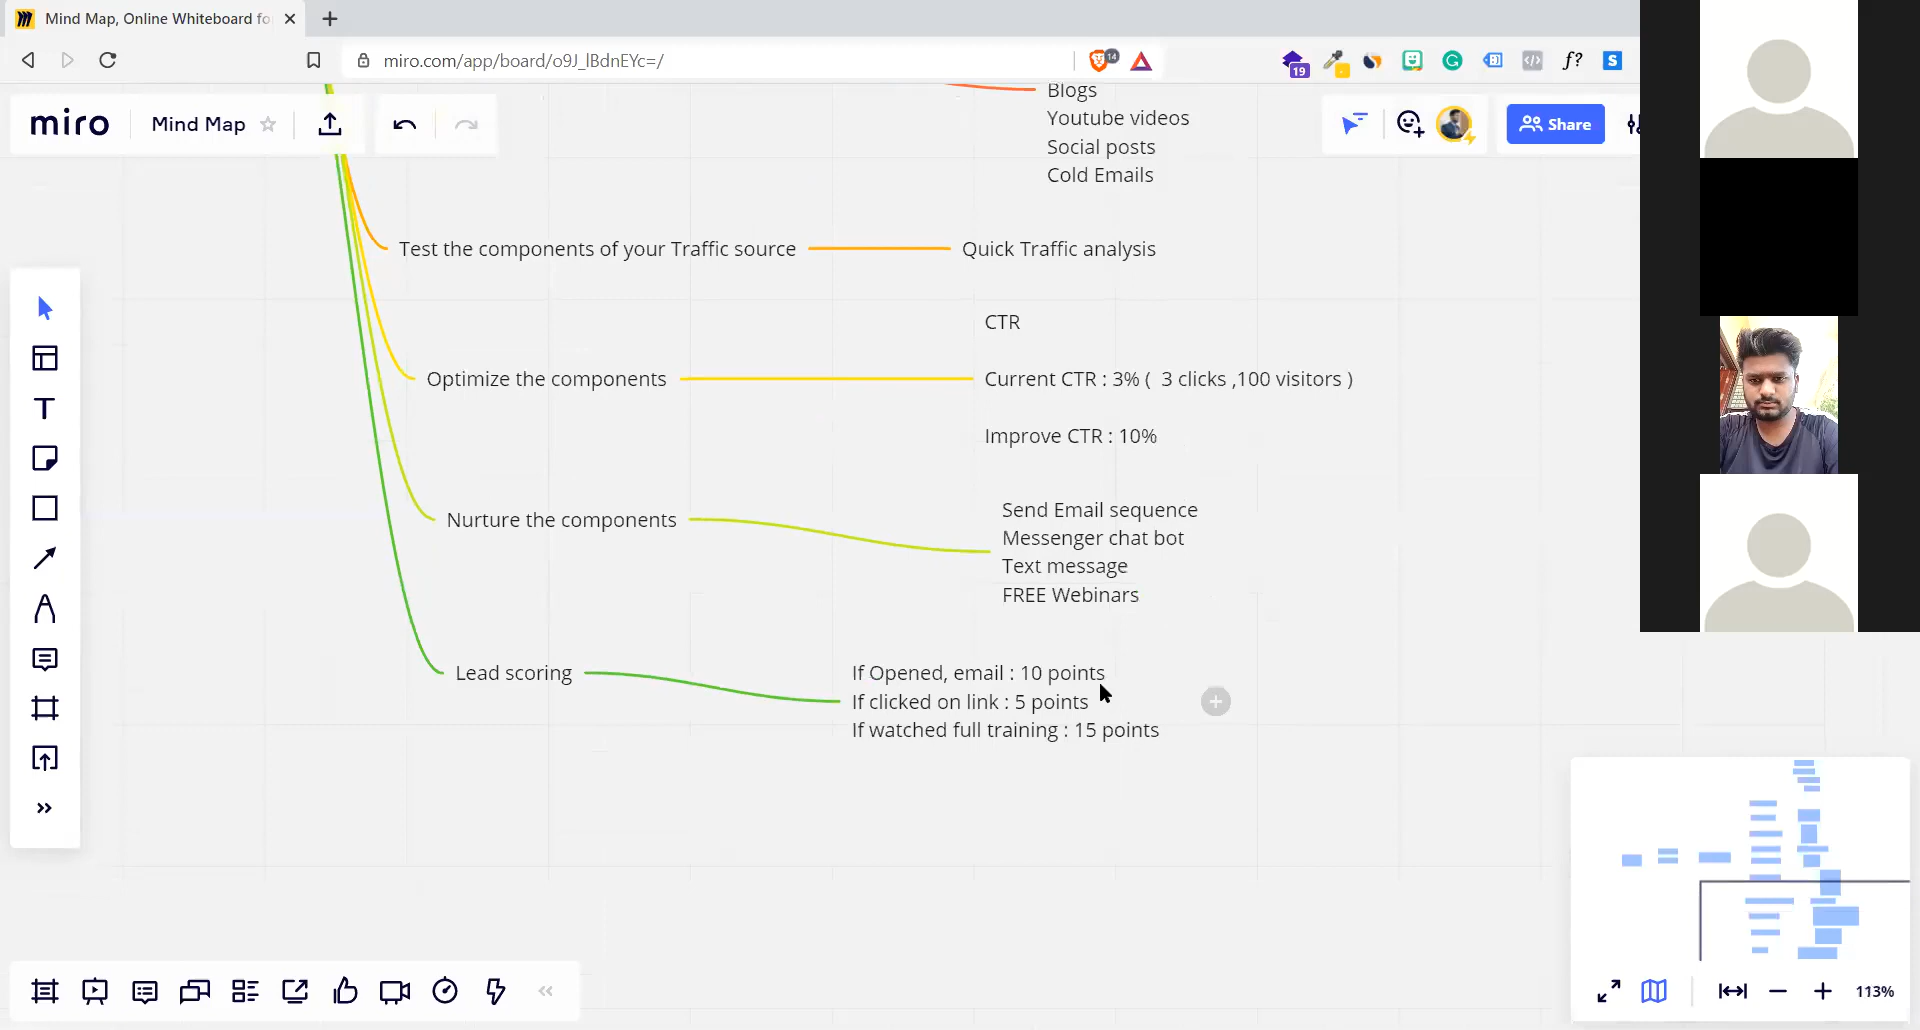 Mind Map, Online Whiteboard fo
miro.com/app/board/o9J_lBdnEYc=/
14
19
f?
S
miro
Mind Map
Share
Blogs
Youtube videos
Social posts
Cold Emails
Test the components of your Traffic source
Quick Traffic analysis
CTR
Optimize the components
Current CTR : 3% ( 3 clicks ,100 visitors )
Improve CTR : 10%
Nurture the components
Send Email sequence
Messenger chat bot
Text message
FREE Webinars
Lead scoring
If Opened, email : 10 points
If clicked on link : 5 points
If watched full training : 15 points
113%